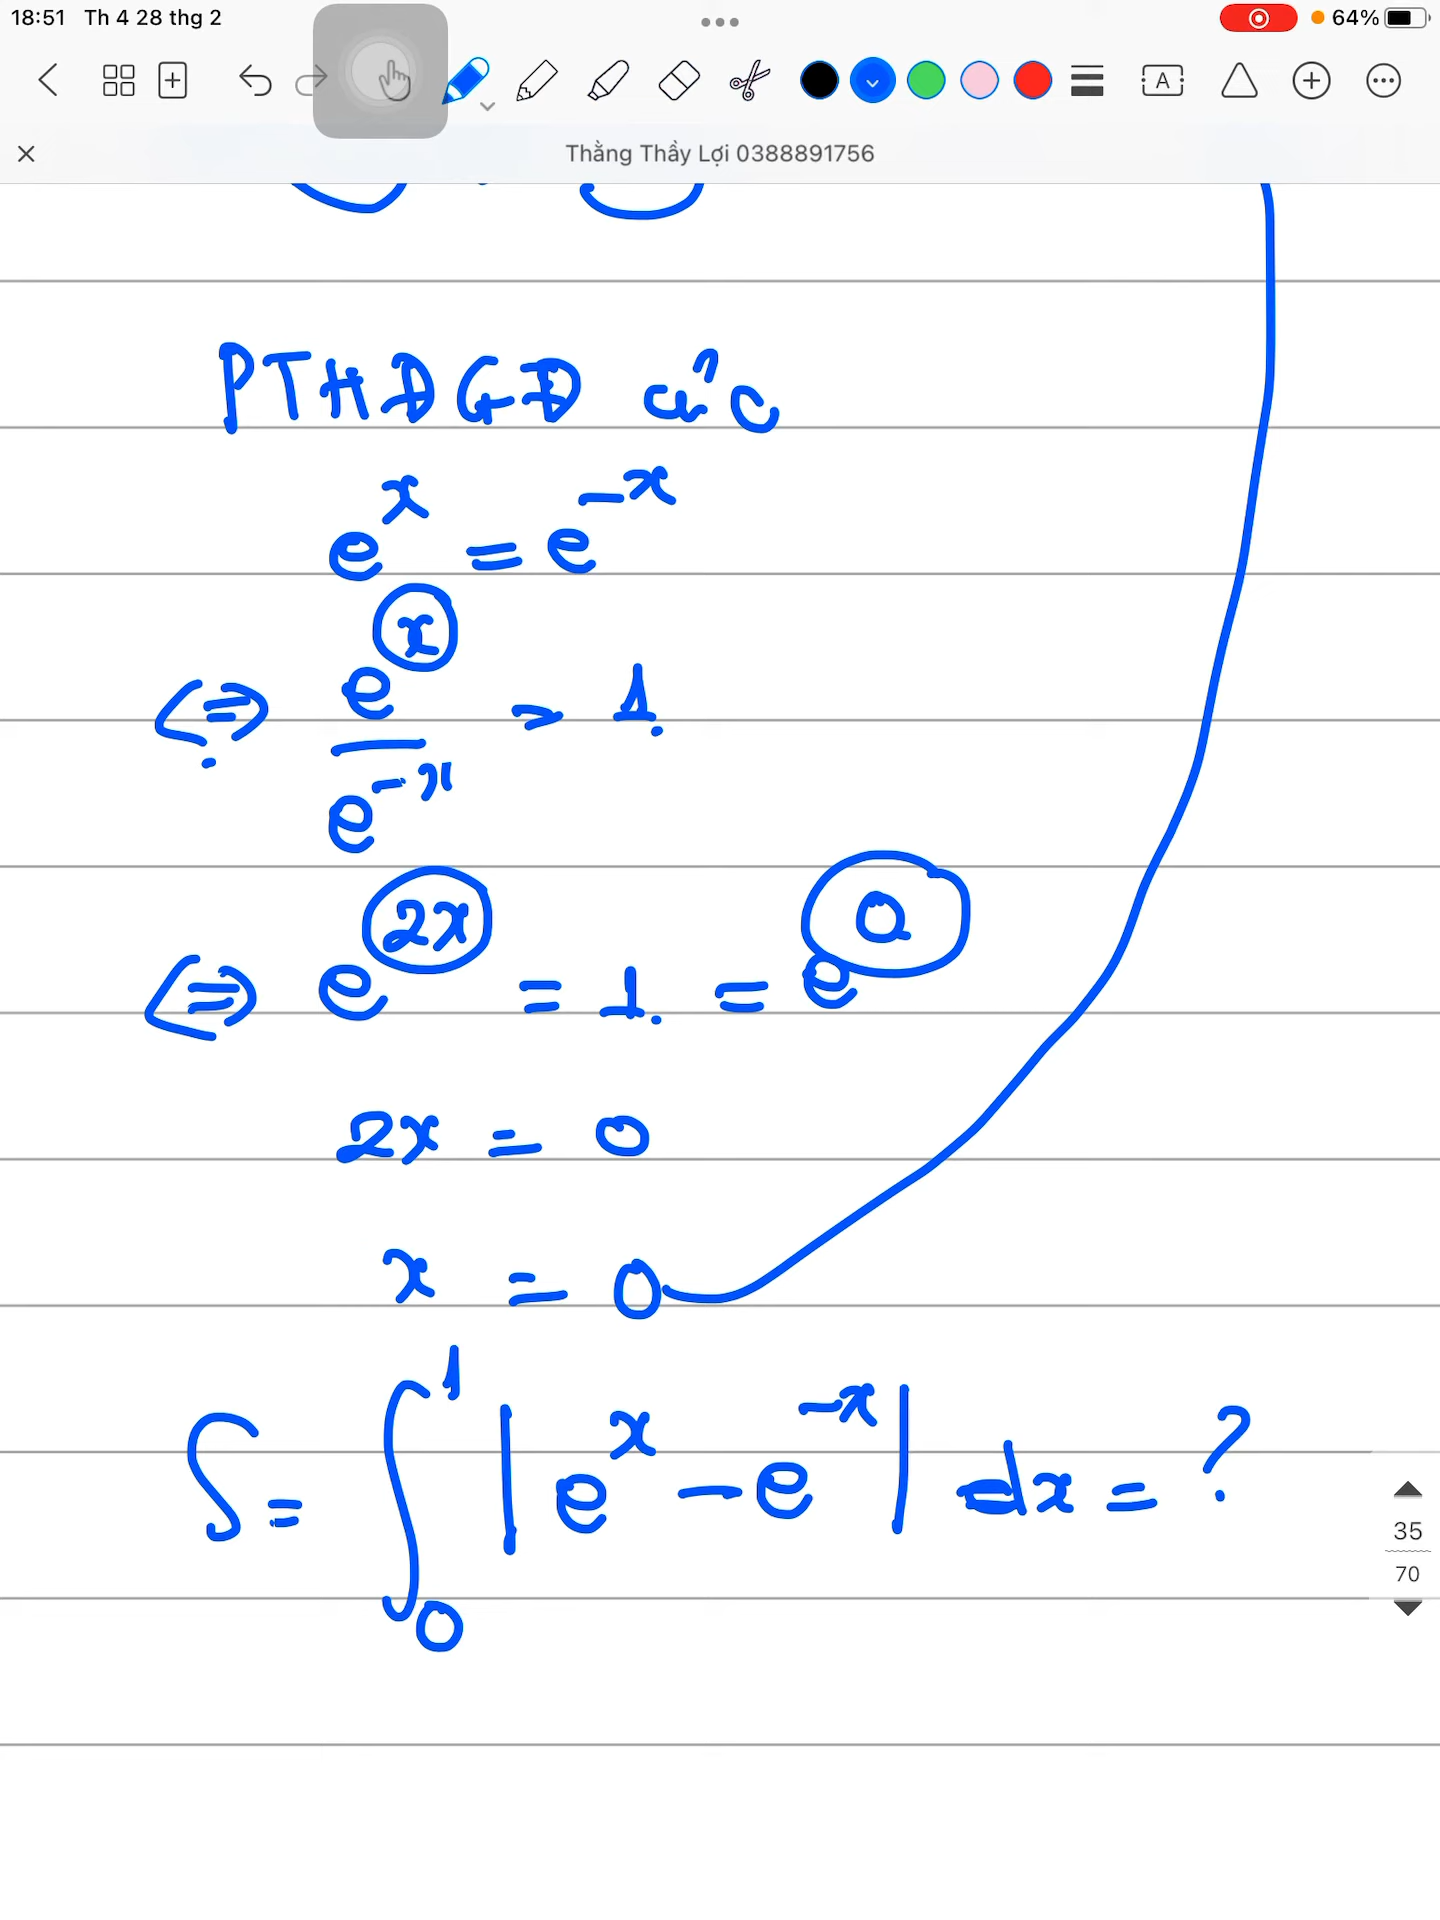 18:51 Th 4 28 thg 2
64%
A
Thằng Thầy Lợi 0388891756
PTHĐGĐ
e^x = e^{-x}
<=> e^x / e^{-x} = 1.
<=> e^{2x} = 1. = e^0
2x = 0
x = 0
S = ∫_0^1 |e^x - e^{-x}| dx = ?
35
70